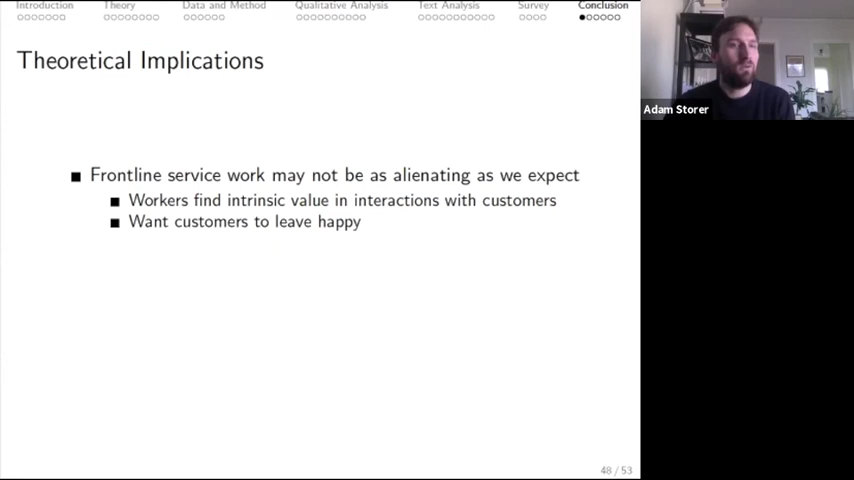 Introduction Theory Data and Method Qualitative Analysis Text Analysis Survey Conclusion
Theoretical Implications
Frontline service work may not be as alienating as we expect
Workers find intrinsic value in interactions with customers
Want customers to leave happy
48 / 53
Adam Storer